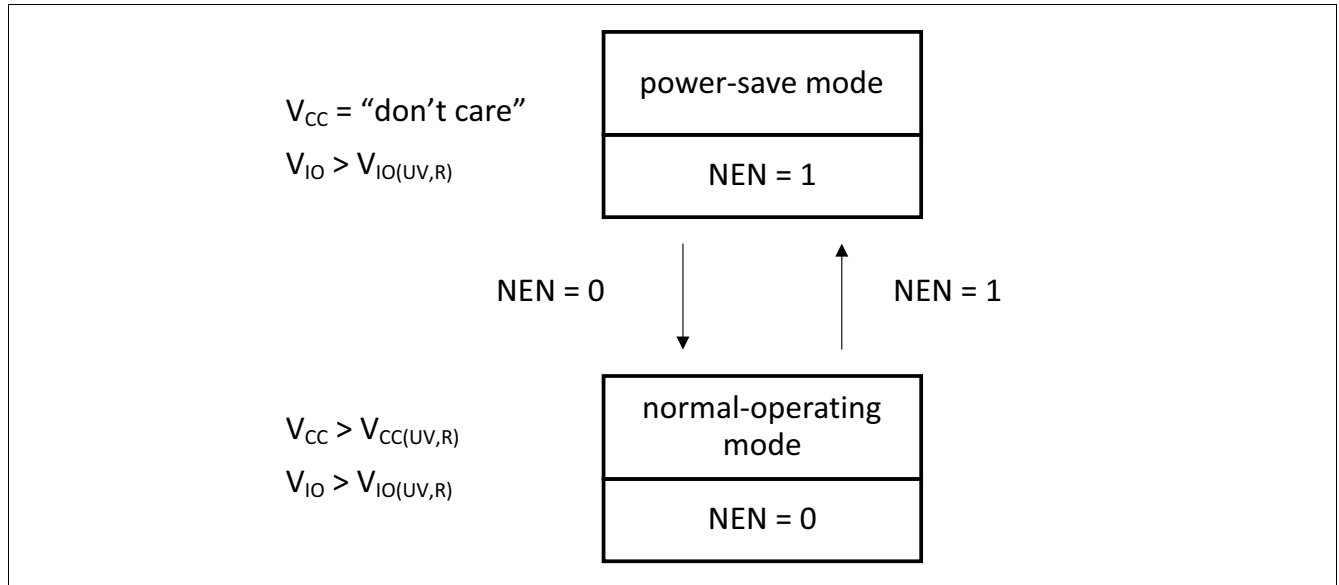 power-save mode
V_CC = “don’t care”
V_IO > V_IO(UV,R)
NEN = 1
NEN = 0
NEN = 1
normal-operating
mode
V_CC > V_CC(UV,R)
V_IO > V_IO(UV,R)
NEN = 0